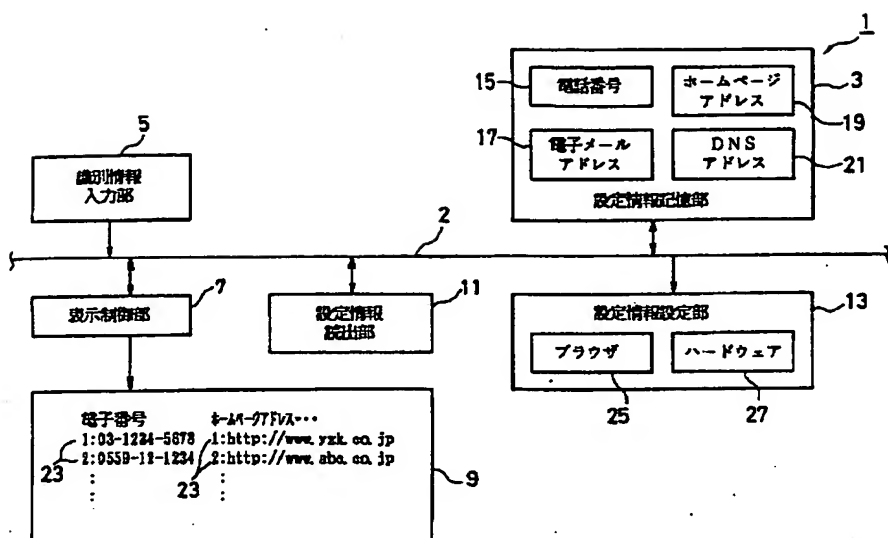 1
15
電話番号
ホームページ
アドレス
3
19
17
電子メール
アドレス
DNS
アドレス
21
設定情報記憶部
5
識別情報
入力部
2
表示制御部
7
設定情報
読出部
11
設定情報設定部
13
ブラウザ
ハードウェア
25
27
電子番号
ホームページアドレス・・・
1:03-1234-5678
1:http://www.yzk.co.jp
2:0559-12-1234
2:http://www.abc.co.jp
23
23
9